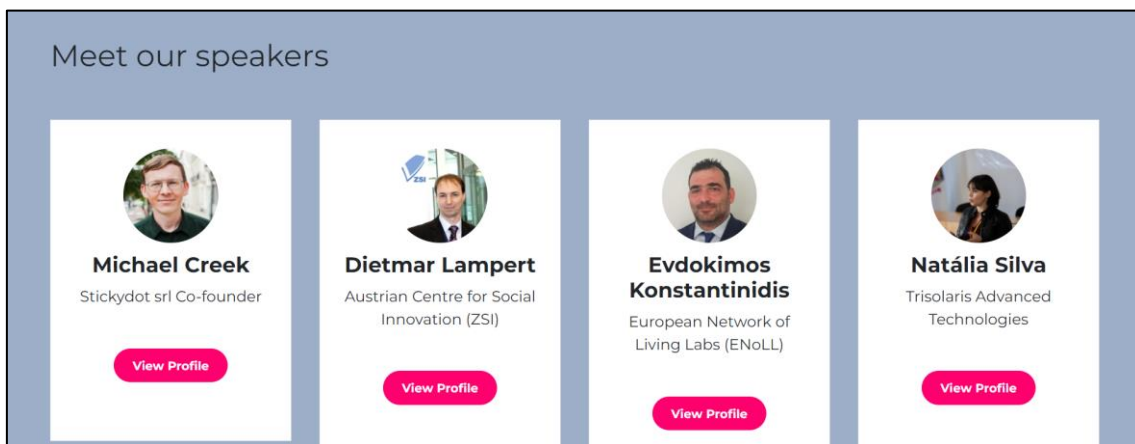 Meet our speakers
ZSI
Michael Creek
Stickydot srl Co-founder
View Profile
Dietmar Lampert
Austrian Centre for Social
Innovation (ZSI)
View Profile
Evdokimos
Konstantinidis
European Network of
Living Labs (ENoLL)
View Profile
Natália Silva
Trisolaris Advanced
Technologies
View Profile